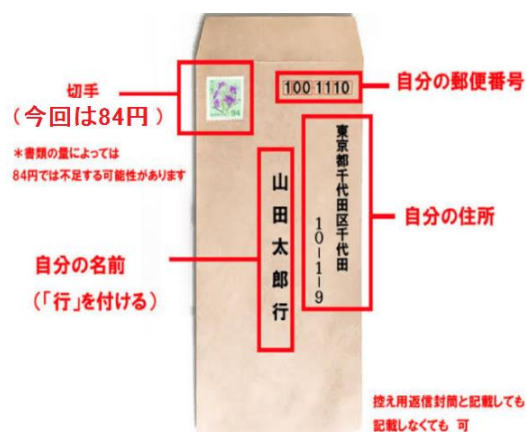 切手
(今回は84円)
*書類の量によっては
84円では不足する可能性があります
自分の名前
(「行」を付ける)
94
100 1110
東京都千代田区千代田
10-1-9
山田太郎行
自分の郵便番号
自分の住所
控え用返信封筒と記載しても
記載しなくても 可